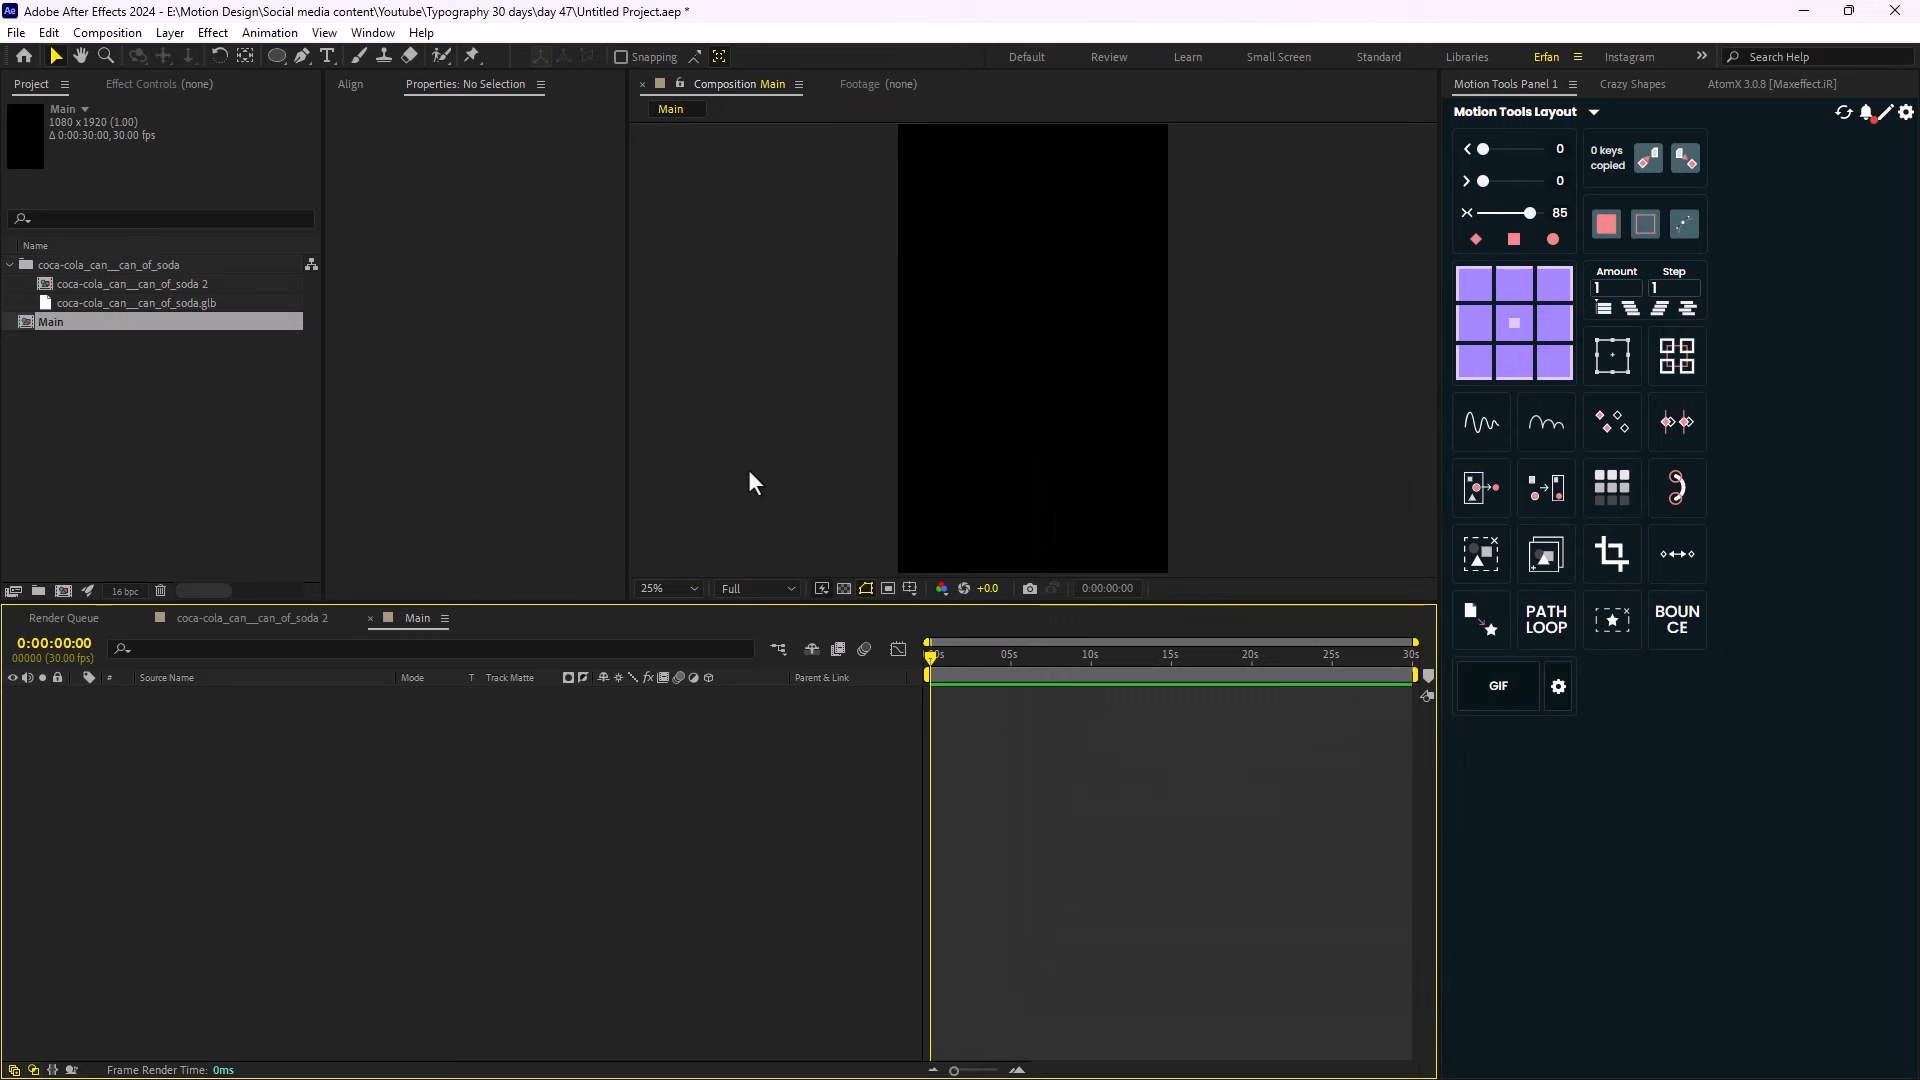 Ae Adobe After Effects 2024 - E:\Motion Design\Social media content\Youtube\Typography 30 days\day 47\Untitled Project.aep *
File Edit Composition Layer Effect Animation View Window Help
Snapping Default Review Learn Small Screen Standard Libraries Erfan Instagram Search Help
Project Effect Controls (none) Align Properties: No Selection Composition Main Footage (none) Motion Tools Panel 1 Crazy Shapes AtomX 3.0.8 [Maxeffect.iR]
Main
1080 x 1920 (1.00)
Δ 0:00:30:00, 30.00 fps
Main
Motion Tools Layout
0
0
85
0 keys
copied
Amount Step
1 1
Name
coca-cola_can__can_of_soda
coca-cola_can__can_of_soda 2
coca-cola_can__can_of_soda.glb
Main
PATH
LOOP
BOUN
CE
GIF
16 bpc
25% Full +0.0 0:00:00:00
Render Queue coca-cola_can__can_of_soda 2 Main
0:00:00:00
00000 (30.00 fps)
05s 10s 15s 20s 25s 30s
# Source Name Mode T Track Matte fx Parent & Link
Frame Render Time: 0ms